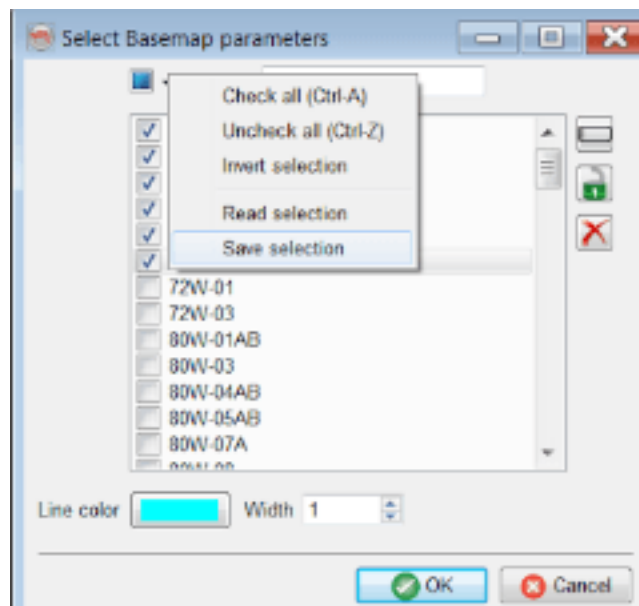 Select Basemap parameters
Check all (Ctrl-A)
Uncheck all (Ctrl-Z)
Invert selection
Read selection
Save selection
72W-01
72W-03
80W-01AB
80W-03
80W-04AB
80W-05AB
80W-07A
Line color
Width 1
OK
Cancel